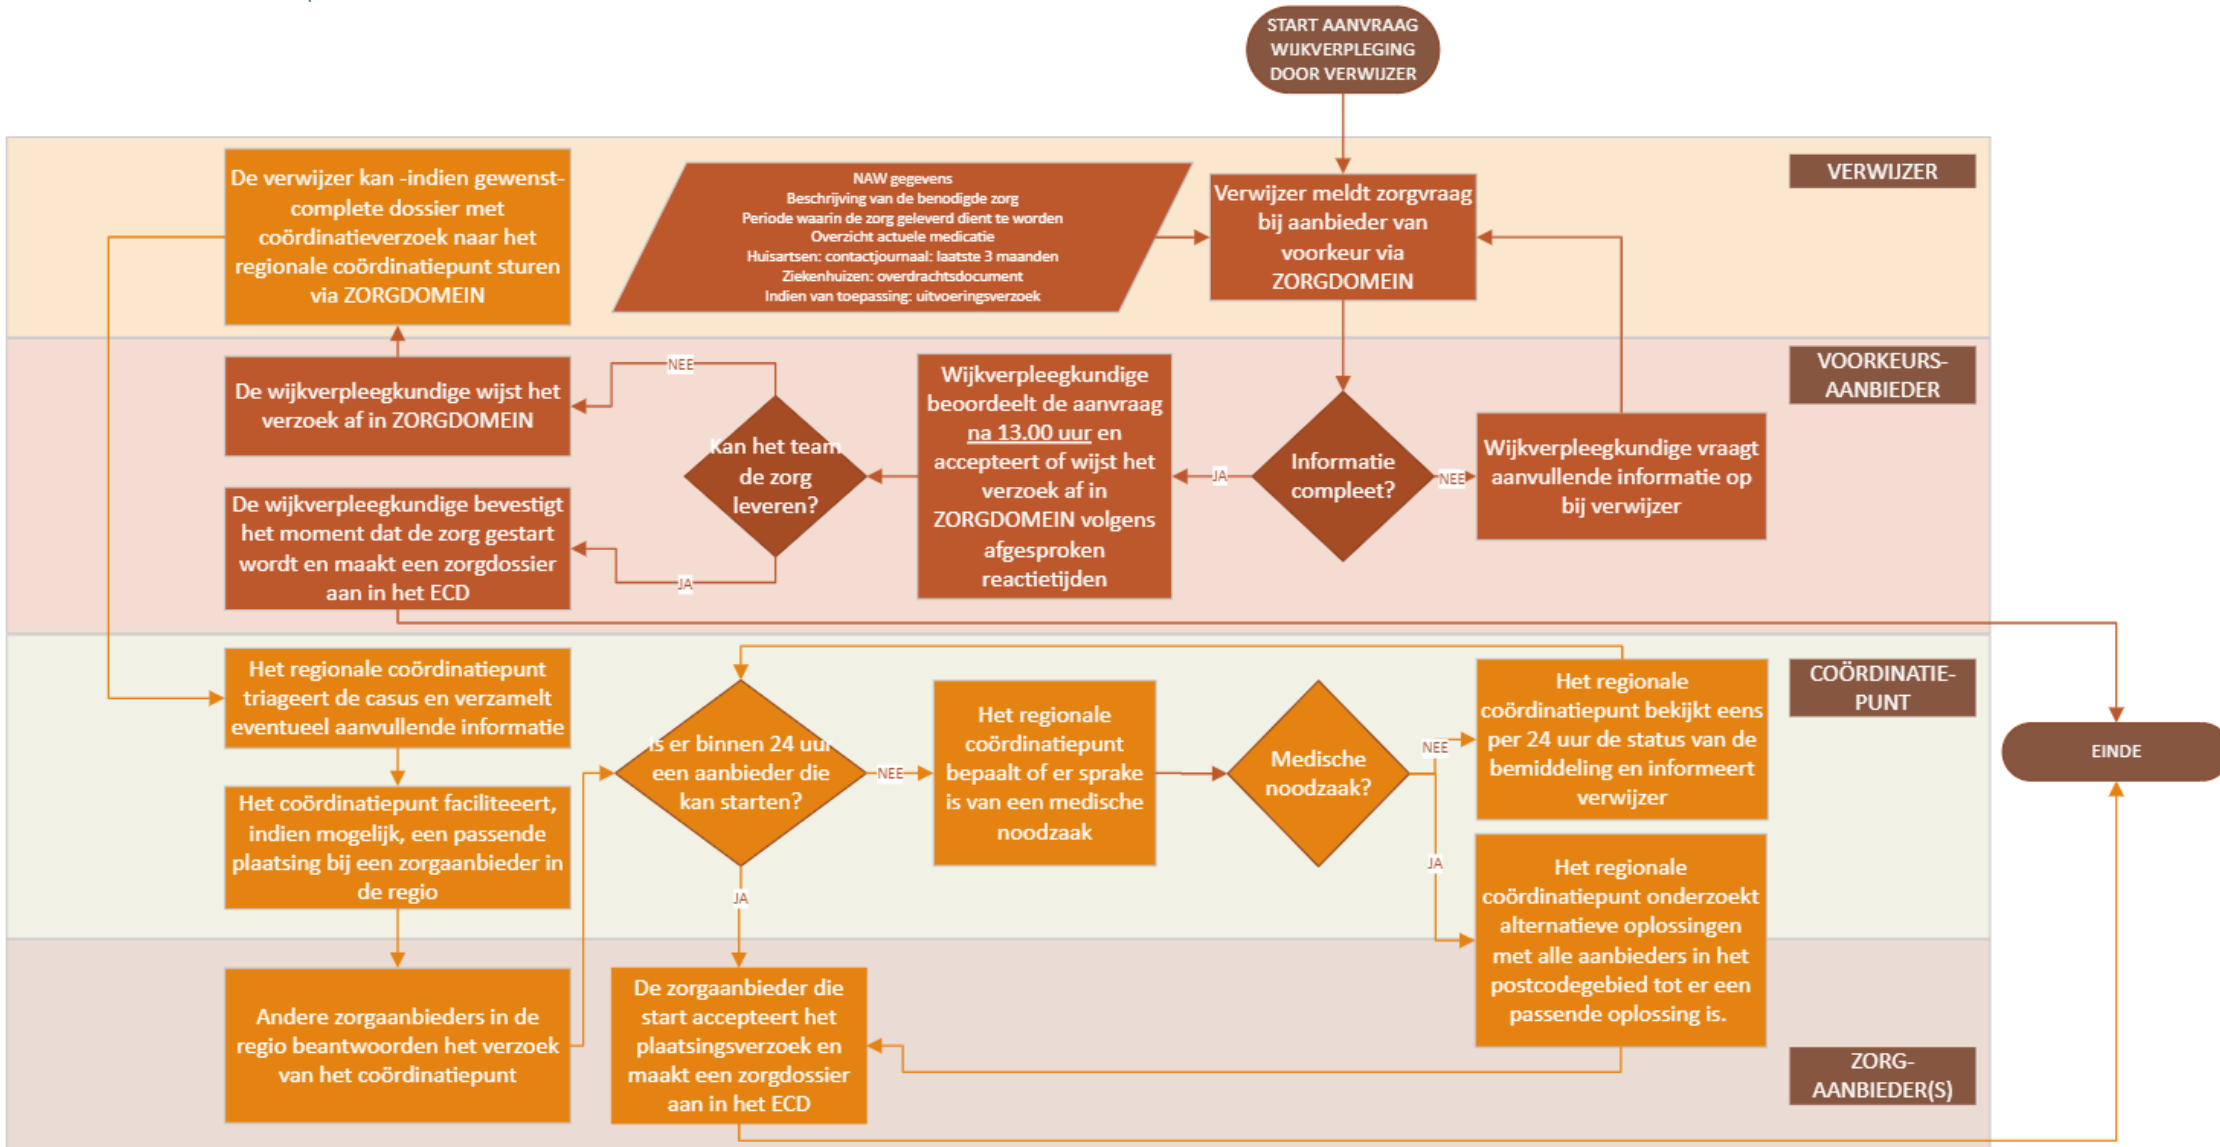 START AANVRAAG
WIJKVERPLEGING
DOOR VERWIJZER
VERWIJZER
De verwijzer kan -indien gewenst-
complete dossier met
coördinatieverzoek naar het
regionale coördinatiepunt sturen
via ZORGDOMEIN
NAW gegevens
Beschrijving van de benodigde zorg
Periode waarin de zorg geleverd dient te worden
Overzicht actuele medicatie
Huisartsen: contactjournaal: laatste 3 maanden
Ziekenhuizen: overdrachtsdocument
Indien van toepassing: uitvoeringsverzoek
Verwijzer meldt zorgvraag
bij aanbieder van
voorkeur via
ZORGDOMEIN
VOORKEURS-
AANBIEDER
De wijkverpleegkundige wijst het
verzoek af in ZORGDOMEIN
NEE
Kan het team
de zorg
leveren?
JA
De wijkverpleegkundige bevestigt
het moment dat de zorg gestart
wordt en maakt een zorgdossier
aan in het ECD
Wijkverpleegkundige
beoordeelt de aanvraag
na 13.00 uur en
accepteert of wijst het
verzoek af in
ZORGDOMEIN volgens
afgesproken
reactietijden
JA
Informatie
compleet?
NEE
Wijkverpleegkundige vraagt
aanvullende informatie op
bij verwijzer
COÖRDINATIE-
PUNT
Het regionale coördinatiepunt
triageert de casus en verzamelt
eventueel aanvullende informatie
Het coördinatiepunt faciliteeert,
indien mogelijk, een passende
plaatsing bij een zorgaanbieder in
de regio
Is er binnen 24 uur
een aanbieder die
kan starten?
NEE
JA
Het regionale
coördinatiepunt
bepaalt of er sprake
is van een medische
noodzaak
Medische
noodzaak?
NEE
JA
Het regionale
coördinatiepunt bekijkt eens
per 24 uur de status van de
bemiddeling en informeert
verwijzer
Het regionale
coördinatiepunt onderzoekt
alternatieve oplossingen
met alle aanbieders in het
postcodegebied tot er een
passende oplossing is.
EINDE
ZORG-
AANBIEDER(S)
Andere zorgaanbieders in de
regio beantwoorden het verzoek
van het coördinatiepunt
De zorgaanbieder die
start accepteert het
plaatsingsverzoek en
maakt een zorgdossier
aan in het ECD